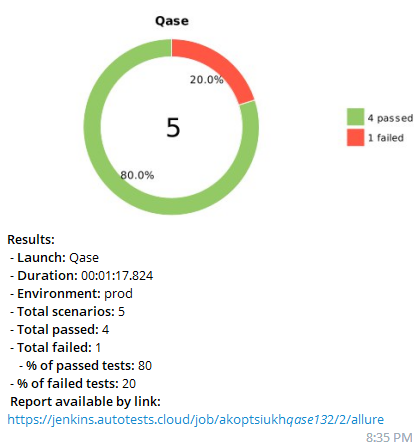 Qase
20.0%
5
80.0%
4 passed
1 failed
Results:
- Launch: Qase
- Duration: 00:01:17.824
- Environment: prod
- Total scenarios: 5
- Total passed: 4
- Total failed: 1
- % of passed tests: 80
- % of failed tests: 20
Report available by link:
https://jenkins.autotests.cloud/job/akoptsiukhqase132/2/allure
8:35 PM